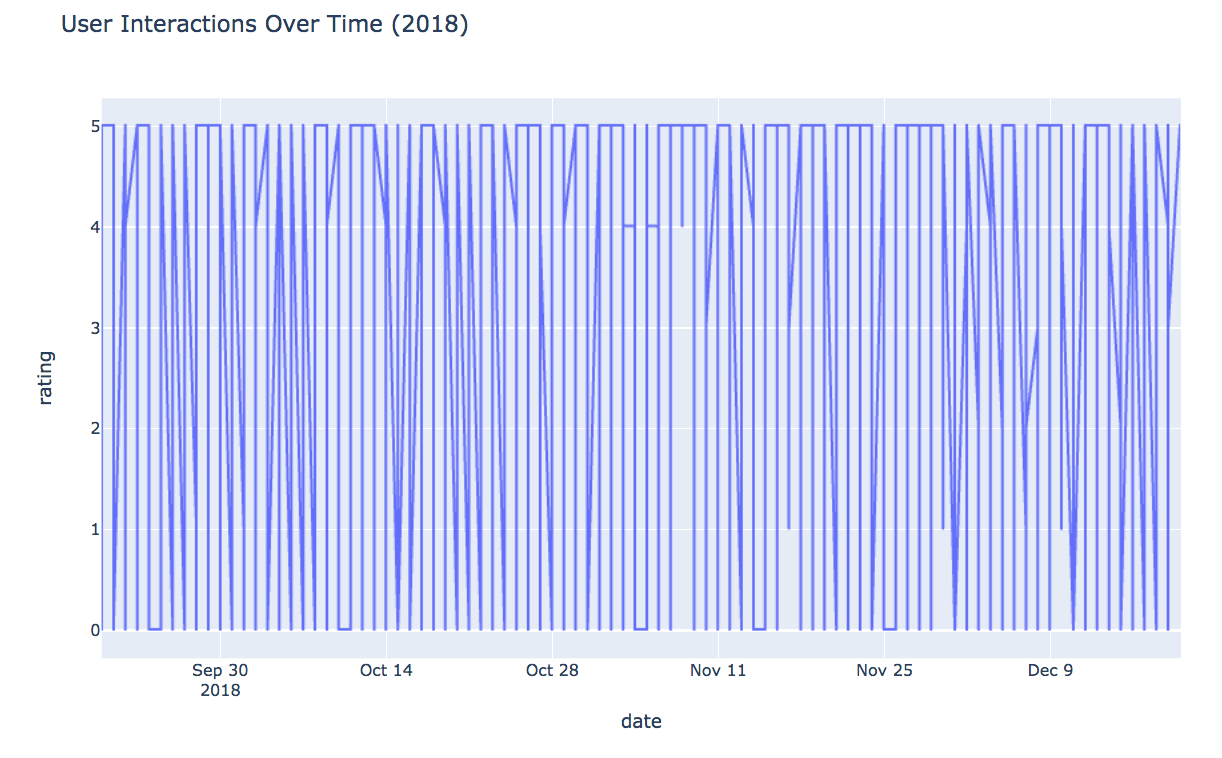 User Interactions Over Time (2018)
rating
5
4
3
2
1
0
Sep 30
2018
Oct 14
Oct 28
Nov 11
Nov 25
Dec 9
date